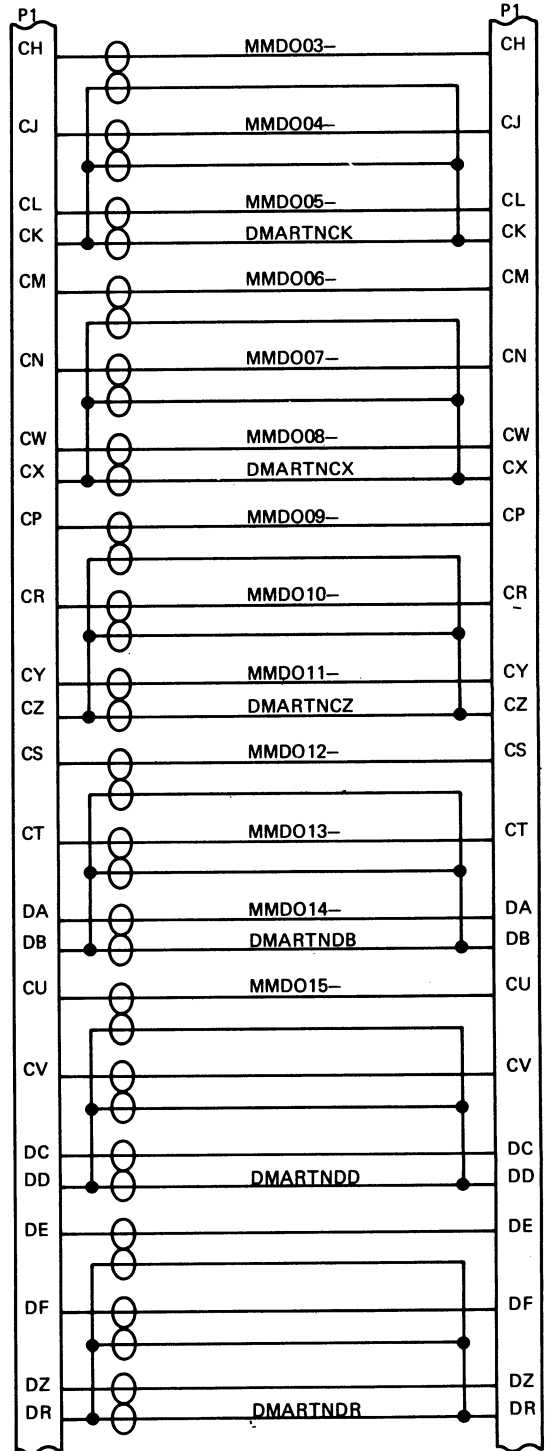 P1 P1
CH MMDO03– CH
CJ MMDO04– CJ
CL MMDO05– CL
CK DMARTNCK CK
CM MMDO06– CM
CN MMDO07– CN
CW MMDO08– CW
CX DMARTNCX CX
CP MMDO09– CP
CR MMDO10– CR
CY MMDO11– CY
CZ DMARTNCZ CZ
CS MMDO12– CS
CT MMDO13– CT
DA MMDO14– DA
DB DMARTNDB DB
CU MMDO15– CU
CV CV
DC DC
DD DMARTNDD DD
DE DE
DF DF
DZ DZ
DR DMARTNDR DR